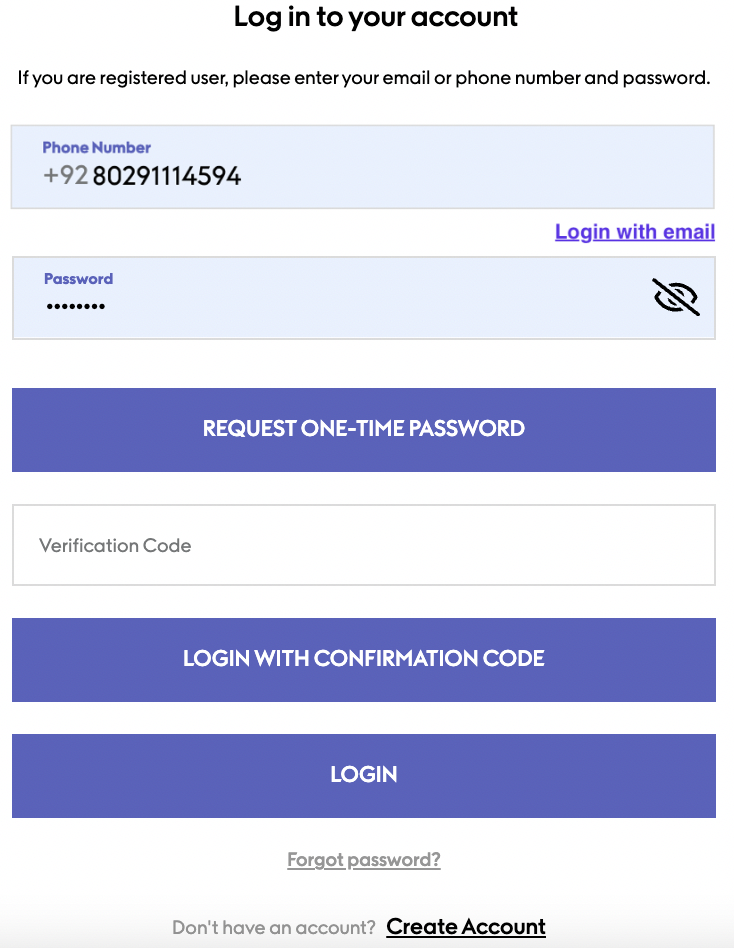 Log in to your account
If you are registered user, please enter your email or phone number and password.
Phone Number
+92 80291114594
Login with email
Password
••••••••
REQUEST ONE-TIME PASSWORD
Verification Code
LOGIN WITH CONFIRMATION CODE
LOGIN
Forgot password?
Don't have an account? Create Account